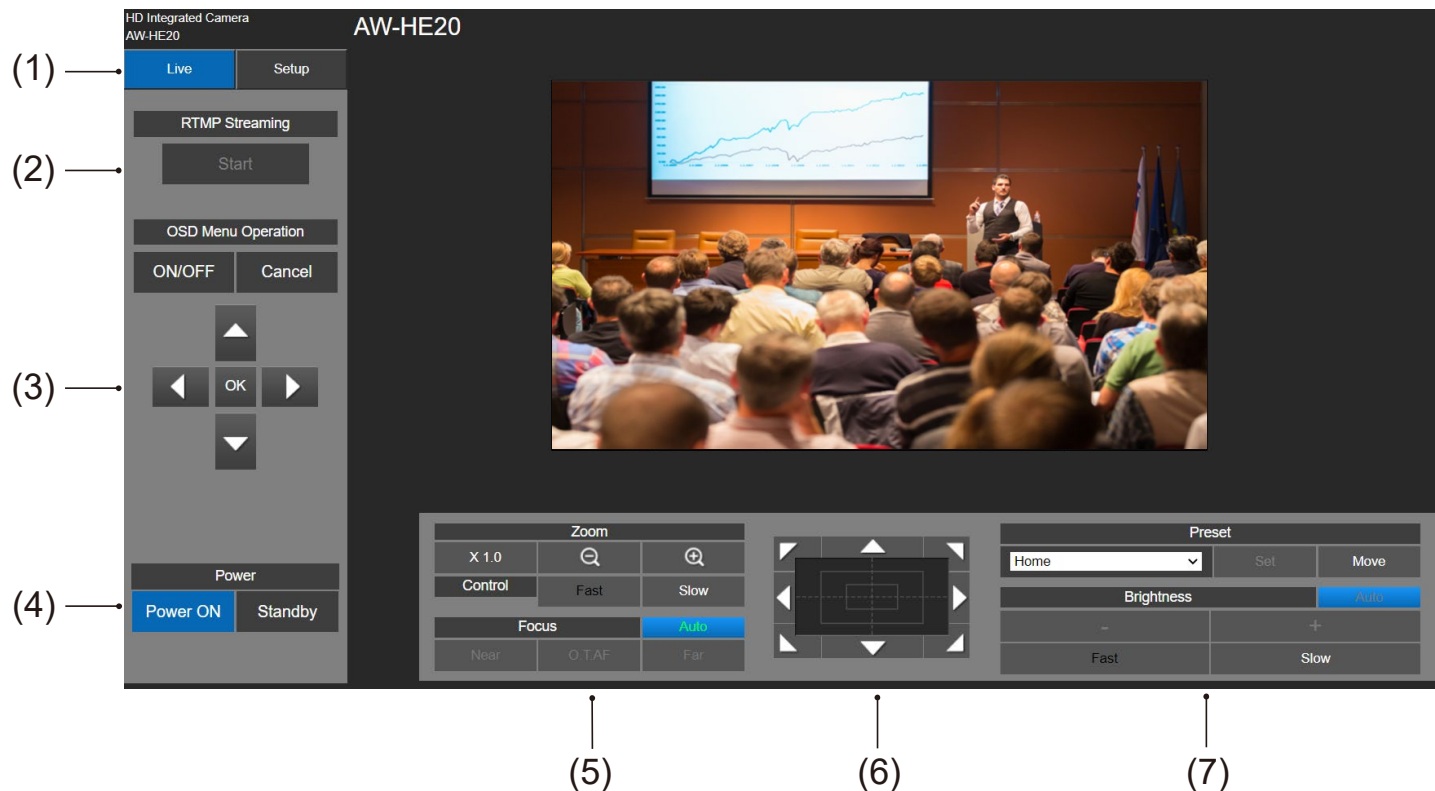 HD Integrated Camera
AW-HE20
AW-HE20
(1)
Live Setup
RTMP Streaming
(2)
Start
OSD Menu Operation
ON/OFF Cancel
(3)
OK
Power
(4)
Power ON Standby
Zoom
X 1.0
Control Fast Slow
Focus Auto
Near O.T.AF Far
Preset
Home Set Move
Brightness Auto
- +
Fast Slow
(5) (6) (7)